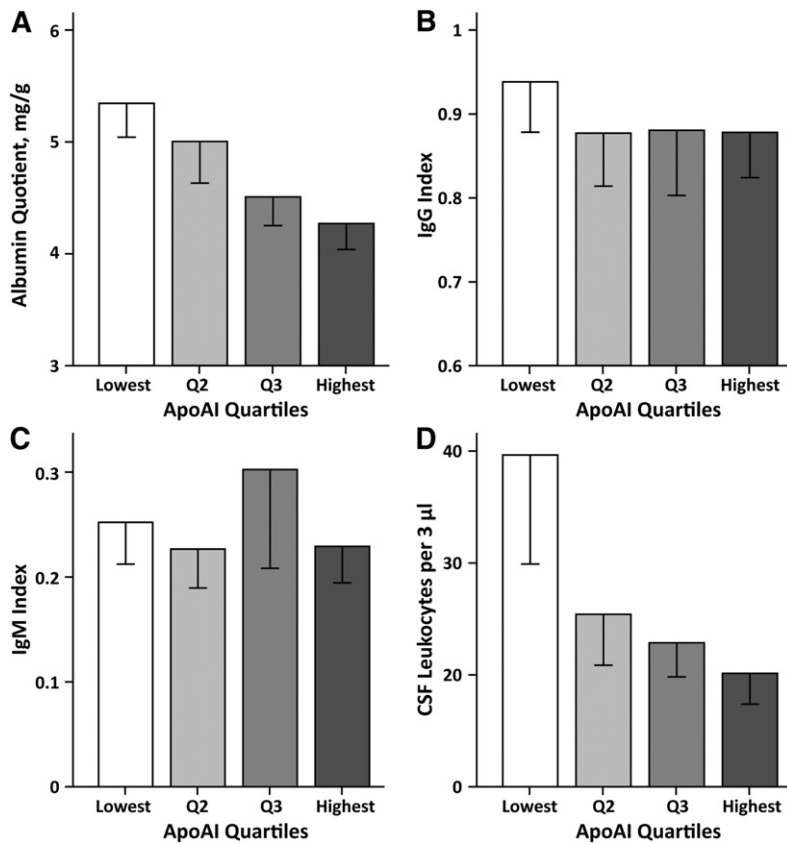 A
Albumin Quotient, mg/g
6
5
4
3
Lowest Q2 Q3 Highest
ApoAI Quartiles
B
IgG Index
1
0.9
0.8
0.7
0.6
Lowest Q2 Q3 Highest
ApoAI Quartiles
C
IgM Index
0.3
0.2
0.1
0
Lowest Q2 Q3 Highest
ApoAI Quartiles
D
CSF Leukocytes per 3 µl
40
30
20
0
Lowest Q2 Q3 Highest
ApoAI Quartiles